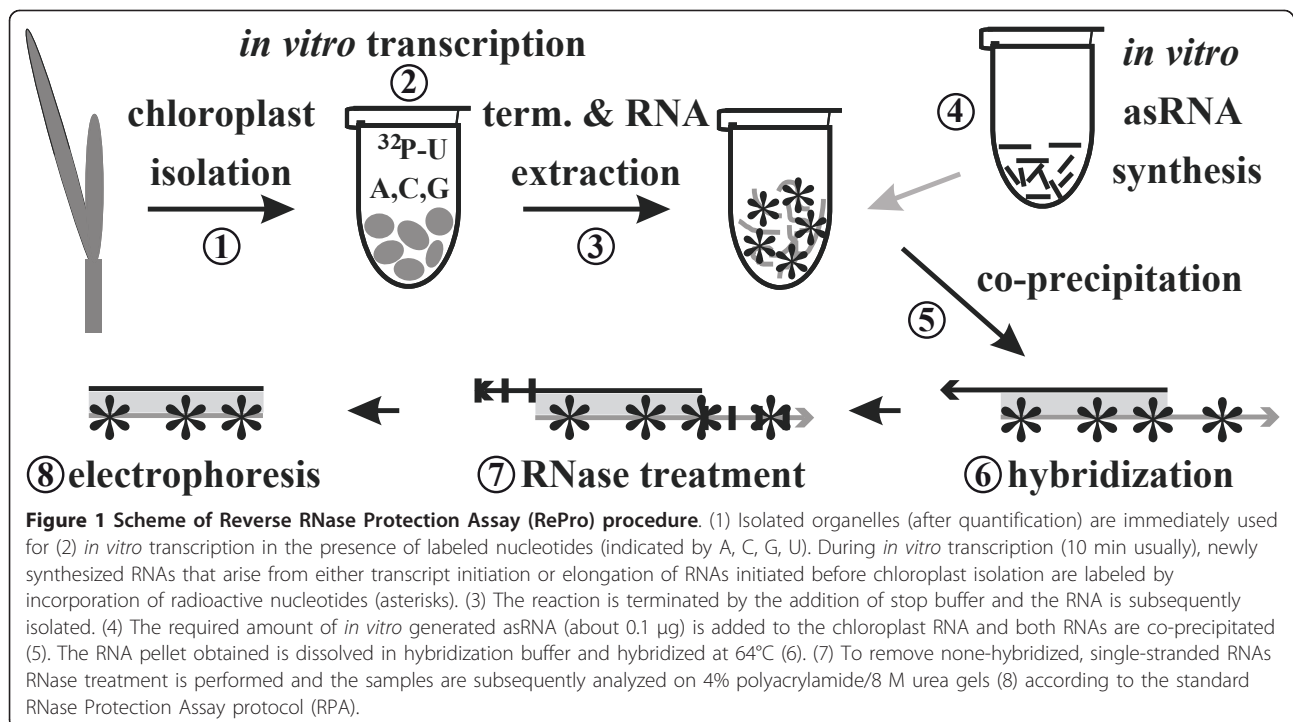 in vitro transcription
②
chloroplast
isolation
①
³²P-U
A,C,G
term. & RNA
extraction
③
④
in vitro
asRNA
synthesis
co-precipitation
⑤
⑧ electrophoresis
⑦ RNase treatment
⑥ hybridization
Figure 1 Scheme of Reverse RNase Protection Assay (RePro) procedure. (1) Isolated organelles (after quantification) are immediately used
for (2) in vitro transcription in the presence of labeled nucleotides (indicated by A, C, G, U). During in vitro transcription (10 min usually), newly
synthesized RNAs that arise from either transcript initiation or elongation of RNAs initiated before chloroplast isolation are labeled by
incorporation of radioactive nucleotides (asterisks). (3) The reaction is terminated by the addition of stop buffer and the RNA is subsequently
isolated. (4) The required amount of in vitro generated asRNA (about 0.1 μg) is added to the chloroplast RNA and both RNAs are co-precipitated
(5). The RNA pellet obtained is dissolved in hybridization buffer and hybridized at 64°C (6). (7) To remove none-hybridized, single-stranded RNAs
RNase treatment is performed and the samples are subsequently analyzed on 4% polyacrylamide/8 M urea gels (8) according to the standard
RNase Protection Assay protocol (RPA).